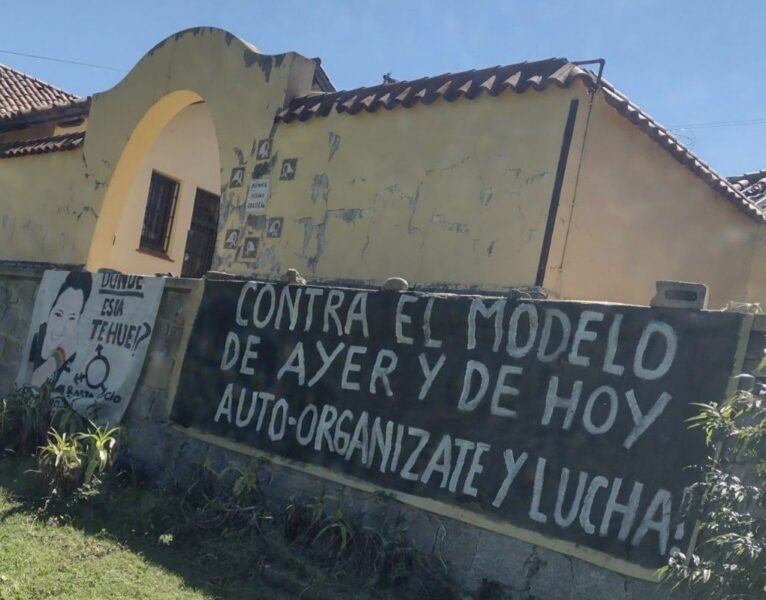 DONDE
ESTA
TEHUEL?
CONTRA EL MODELO
DE AYER Y DE HOY
AUTO-ORGANIZATE Y LUCHA!